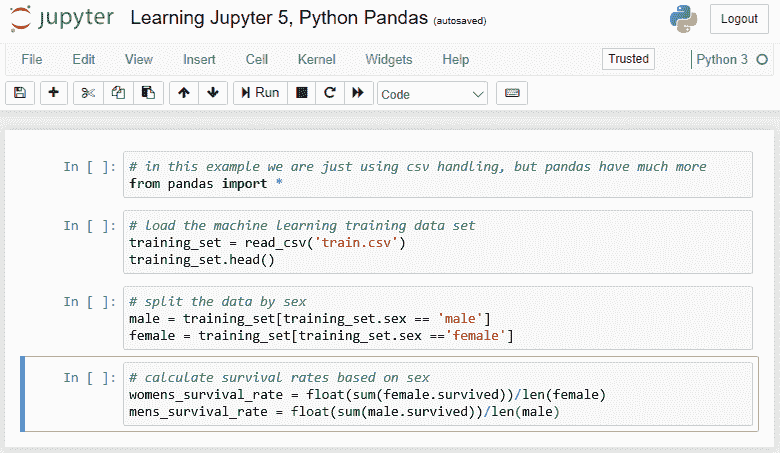 jupyter Learning Jupyter 5, Python Pandas (autosaved) Logout
File Edit View Insert Cell Kernel Widgets Help Trusted Python 3
Run Code
In [ ]: # in this example we are just using csv handling, but pandas have much more
from pandas import *
In [ ]: # load the machine learning training data set
training_set = read_csv('train.csv')
training_set.head()
In [ ]: # split the data by sex
male = training_set[training_set.sex == 'male']
female = training_set[training_set.sex =='female']
In [ ]: # calculate survival rates based on sex
womens_survival_rate = float(sum(female.survived))/len(female)
mens_survival_rate = float(sum(male.survived))/len(male)